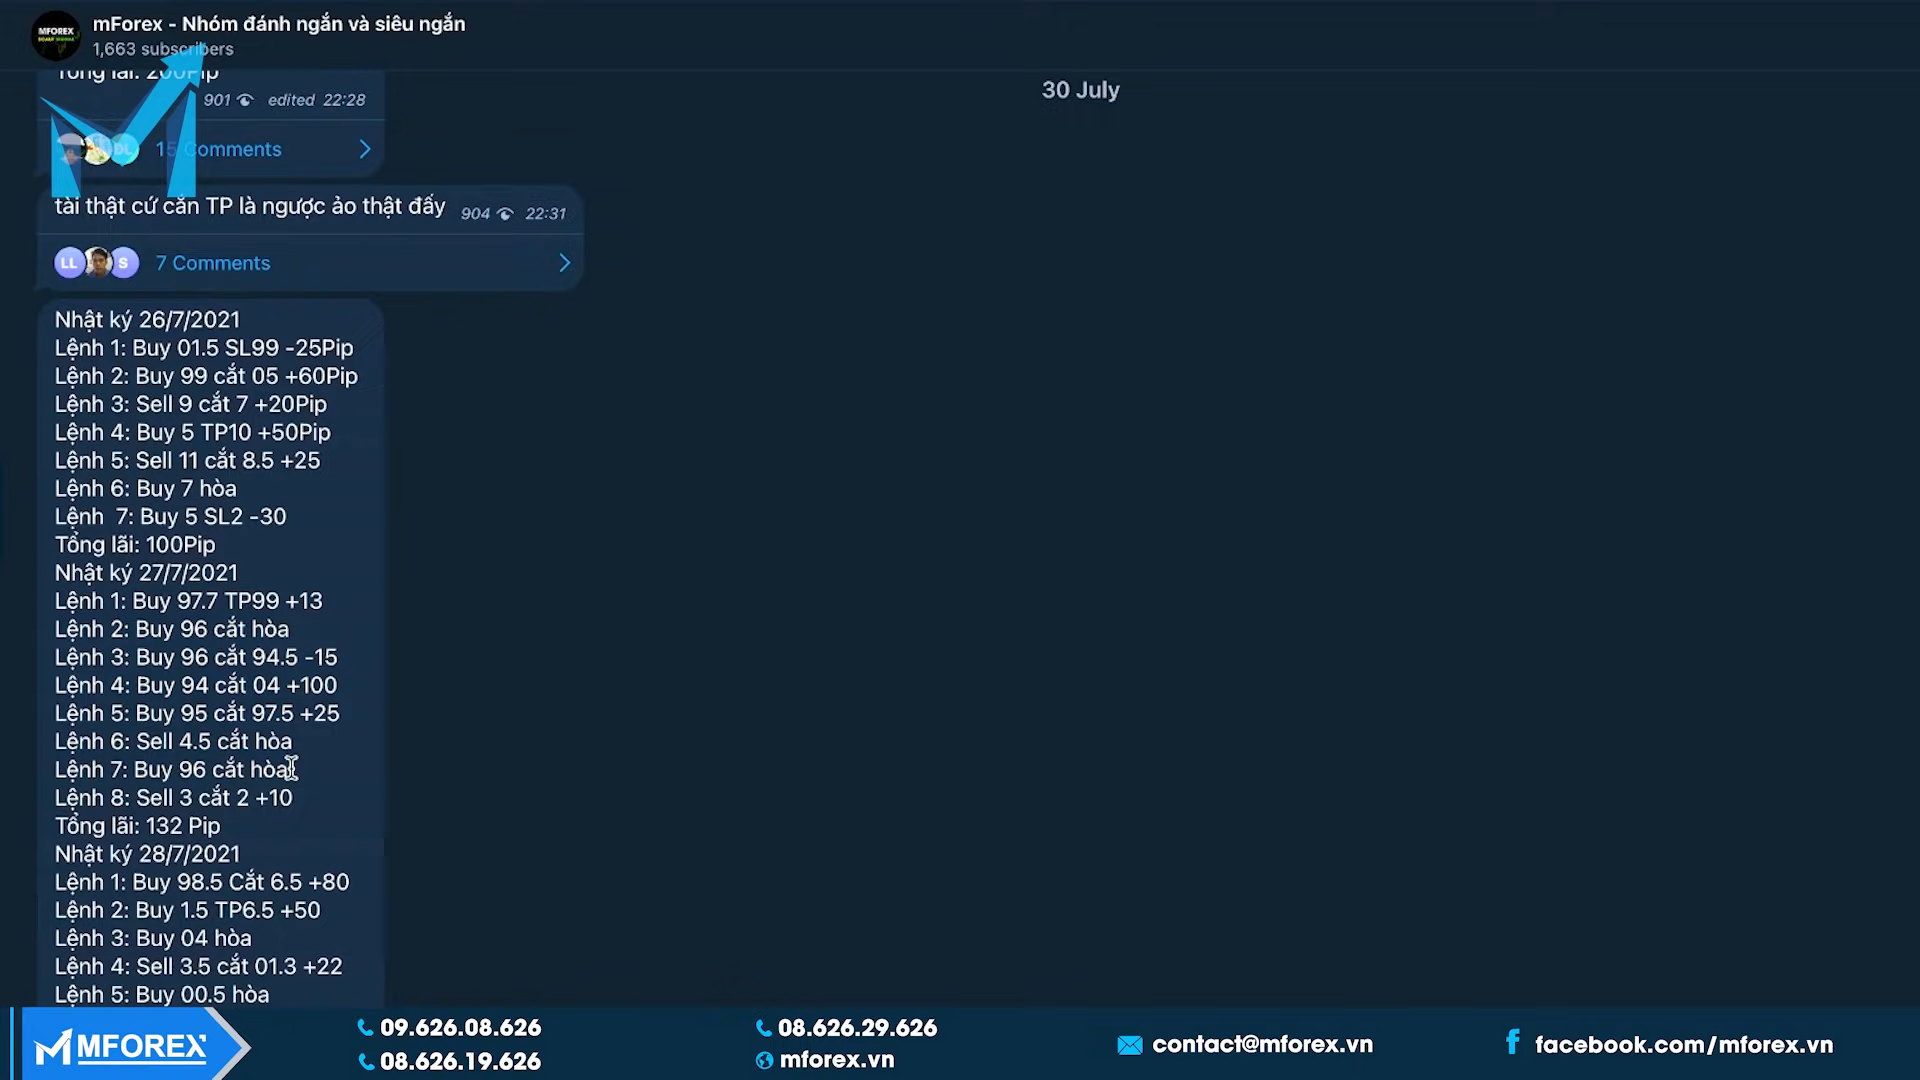 mForex - Nhóm đánh ngắn và siêu ngắn
1,663 subscribers
Tổng lãi: 200Pip
901 edited 22:28
30 July
15 Comments
tài thật cứ cắn TP là ngược ảo thật đấy 904 22:31
LL S 7 Comments
Nhật ký 26/7/2021
Lệnh 1: Buy 01.5 SL99 -25Pip
Lệnh 2: Buy 99 cắt 05 +60Pip
Lệnh 3: Sell 9 cắt 7 +20Pip
Lệnh 4: Buy 5 TP10 +50Pip
Lệnh 5: Sell 11 cắt 8.5 +25
Lệnh 6: Buy 7 hòa
Lệnh  7: Buy 5 SL2 -30
Tổng lãi: 100Pip
Nhật ký 27/7/2021
Lệnh 1: Buy 97.7 TP99 +13
Lệnh 2: Buy 96 cắt hòa
Lệnh 3: Buy 96 cắt 94.5 -15
Lệnh 4: Buy 94 cắt 04 +100
Lệnh 5: Buy 95 cắt 97.5 +25
Lệnh 6: Sell 4.5 cắt hòa
Lệnh 7: Buy 96 cắt hòa
Lệnh 8: Sell 3 cắt 2 +10
Tổng lãi: 132 Pip
Nhật ký 28/7/2021
Lệnh 1: Buy 98.5 Cắt 6.5 +80
Lệnh 2: Buy 1.5 TP6.5 +50
Lệnh 3: Buy 04 hòa
Lệnh 4: Sell 3.5 cắt 01.3 +22
Lệnh 5: Buy 00.5 hòa
MFOREX
09.626.08.626
08.626.19.626
08.626.29.626
mforex.vn
contact@mforex.vn
facebook.com/mforex.vn